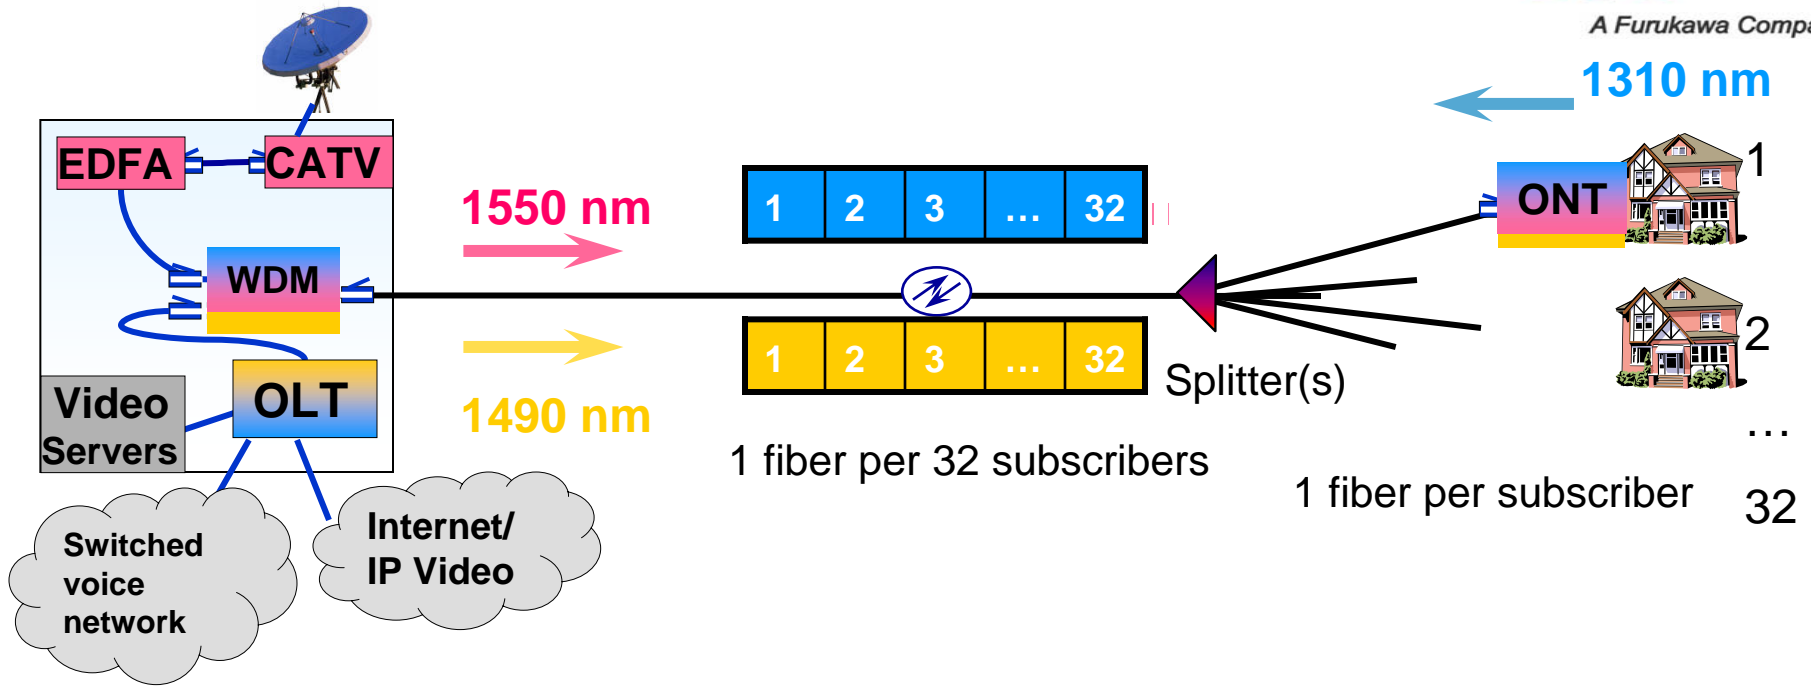 A Furukawa Compa
1310 nm
EDFA
CATV
1550 nm
1 2 3 ... 32
ONT
1
WDM
2
1 2 3 ... 32
Splitter(s)
OLT
1490 nm
Video
Servers
...
1 fiber per 32 subscribers
1 fiber per subscriber
32
Switched
voice
network
Internet/
IP Video